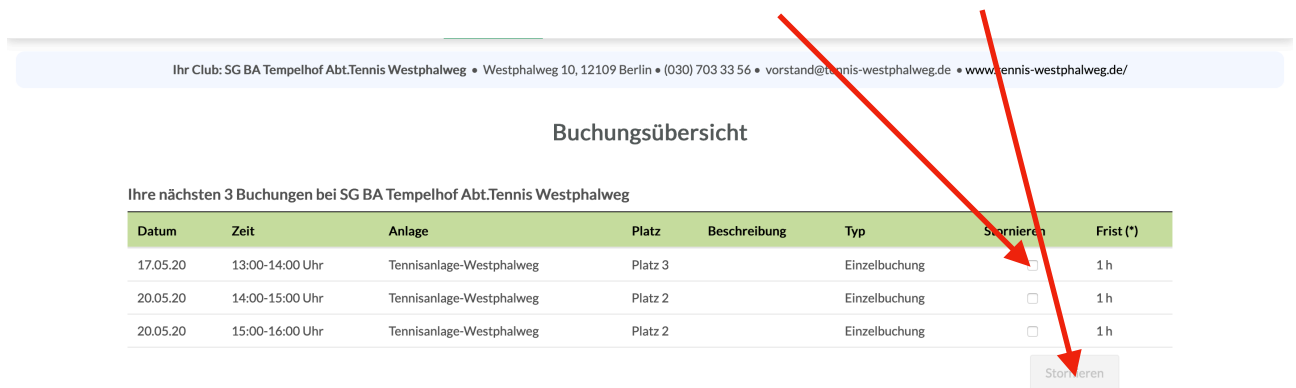 Ihr Club: SG BA Tempelhof Abt.Tennis Westphalweg • Westphalweg 10, 12109 Berlin • (030) 703 33 56 • vorstand@tennis-westphalweg.de • www.tennis-westphalweg.de/
Buchungsübersicht
Ihre nächsten 3 Buchungen bei SG BA Tempelhof Abt.Tennis Westphalweg
Datum Zeit Anlage Platz Beschreibung Typ Stornieren Frist (*)
17.05.20 13:00-14:00 Uhr Tennisanlage-Westphalweg Platz 3 Einzelbuchung 1 h
20.05.20 14:00-15:00 Uhr Tennisanlage-Westphalweg Platz 2 Einzelbuchung 1 h
20.05.20 15:00-16:00 Uhr Tennisanlage-Westphalweg Platz 2 Einzelbuchung 1 h
Stornieren